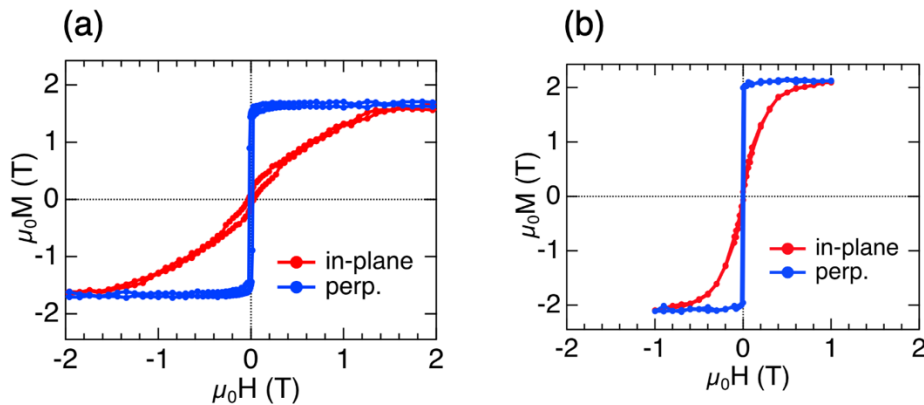 (a)
2
1
0
-1
-2
μ₀M (T)
in-plane
perp.
-2
-1
0
1
2
μ₀H (T)
(b)
2
1
0
-1
-2
μ₀M (T)
in-plane
perp.
-2
-1
0
1
2
μ₀H (T)